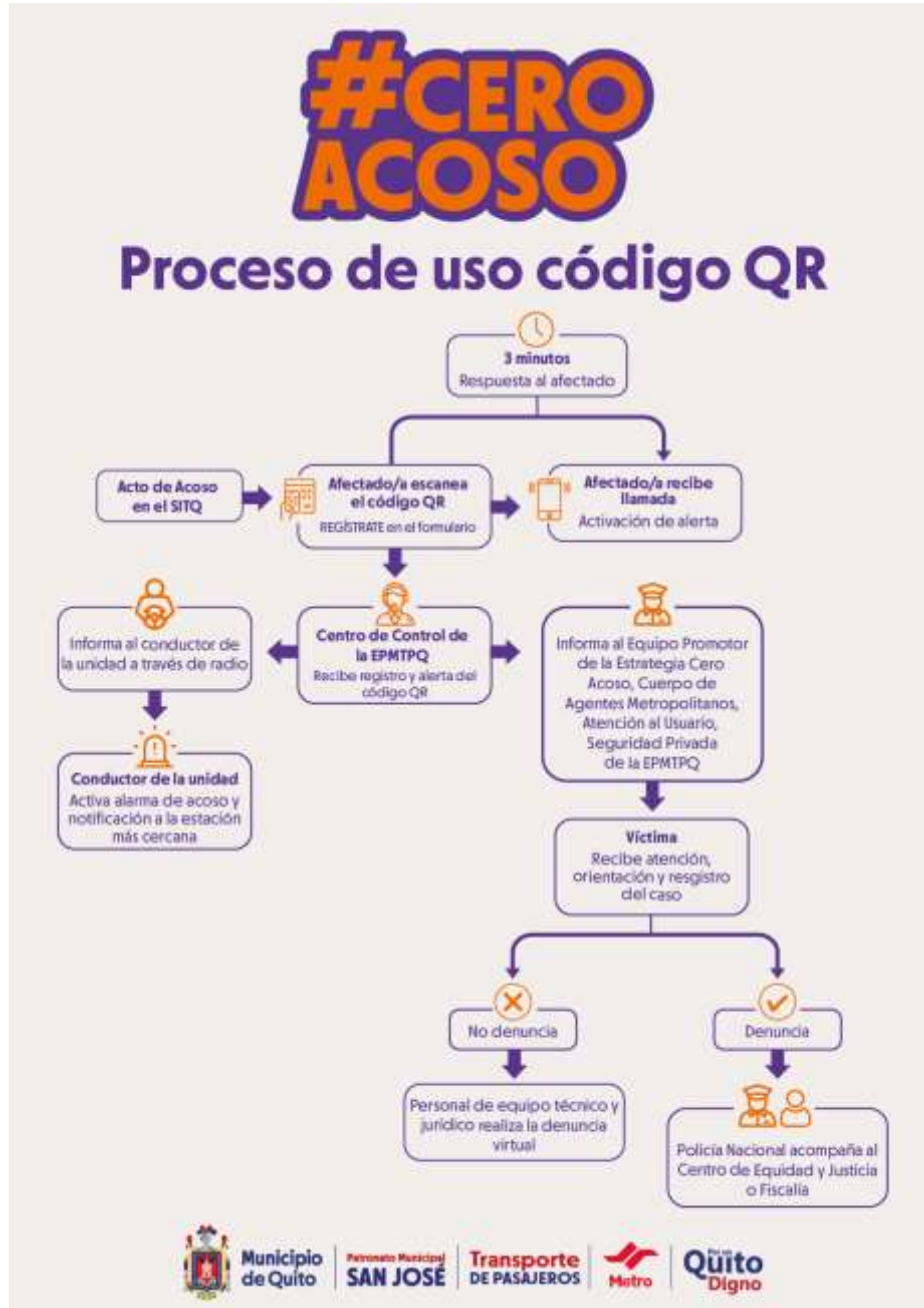 #CERO
ACOSO
Proceso de uso código QR
3 minutos
Respuesta al afectado
Acto de Acoso
en el SITQ
Afectado/a escanea
el código QR
REGÍSTRATE en el formulario
Afectado/a recibe
llamada
Activación de alerta
Informa al conductor de
la unidad a través de radio
Centro de Control de
la EPMTPQ
Recibe registro y alerta del
código QR
Informa al Equipo Promotor
de la Estrategia Cero
Acoso, Cuerpo de
Agentes Metropolitanos,
Atención al Usuario,
Seguridad Privada
de la EPMTPQ
Conductor de la unidad
Activa alarma de acoso y
notificación a la estación
más cercana
Víctima
Recibe atención,
orientación y resgistro
del caso
No denuncia
Denuncia
Personal de equipo técnico y
jurídico realiza la denuncia
virtual
Policía Nacional acompaña al
Centro de Equidad y Justicia
o Fiscalía
Municipio
de Quito
Patronato Municipal
SAN JOSÉ
Transporte
DE PASAJEROS
Metro
Por un
Quito
Digno